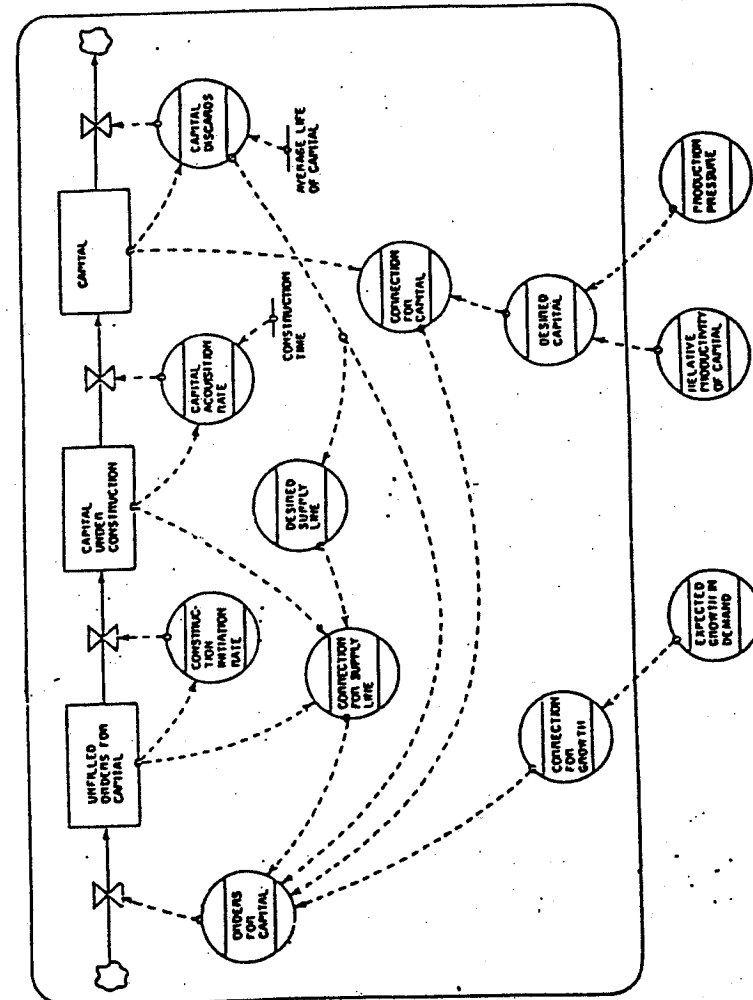 UNFILLED
ORDERS FOR
CAPITAL
CAPITAL
UNDER
CONSTRUCTION
CAPITAL
ORDERS
FOR
CAPITAL
CONSTRUC-
TION
INITIATION
RATE
CAPITAL
ACQUISITION
RATE
CAPITAL
DISCARDS
CONSTRUCTION
TIME
AVERAGE LIFE
OF CAPITAL
CORRECTION
FOR SUPPLY
LINE
DESIRED
SUPPLY
LINE
CORRECTION
FOR
CAPITAL
CORRECTION
FOR
GROWTH
DESIRED
CAPITAL
EXPECTED
GROWTH IN
DEMAND
RELATIVE
PRODUCTIVITY
OF CAPITAL
PRODUCTION
PRESSURE